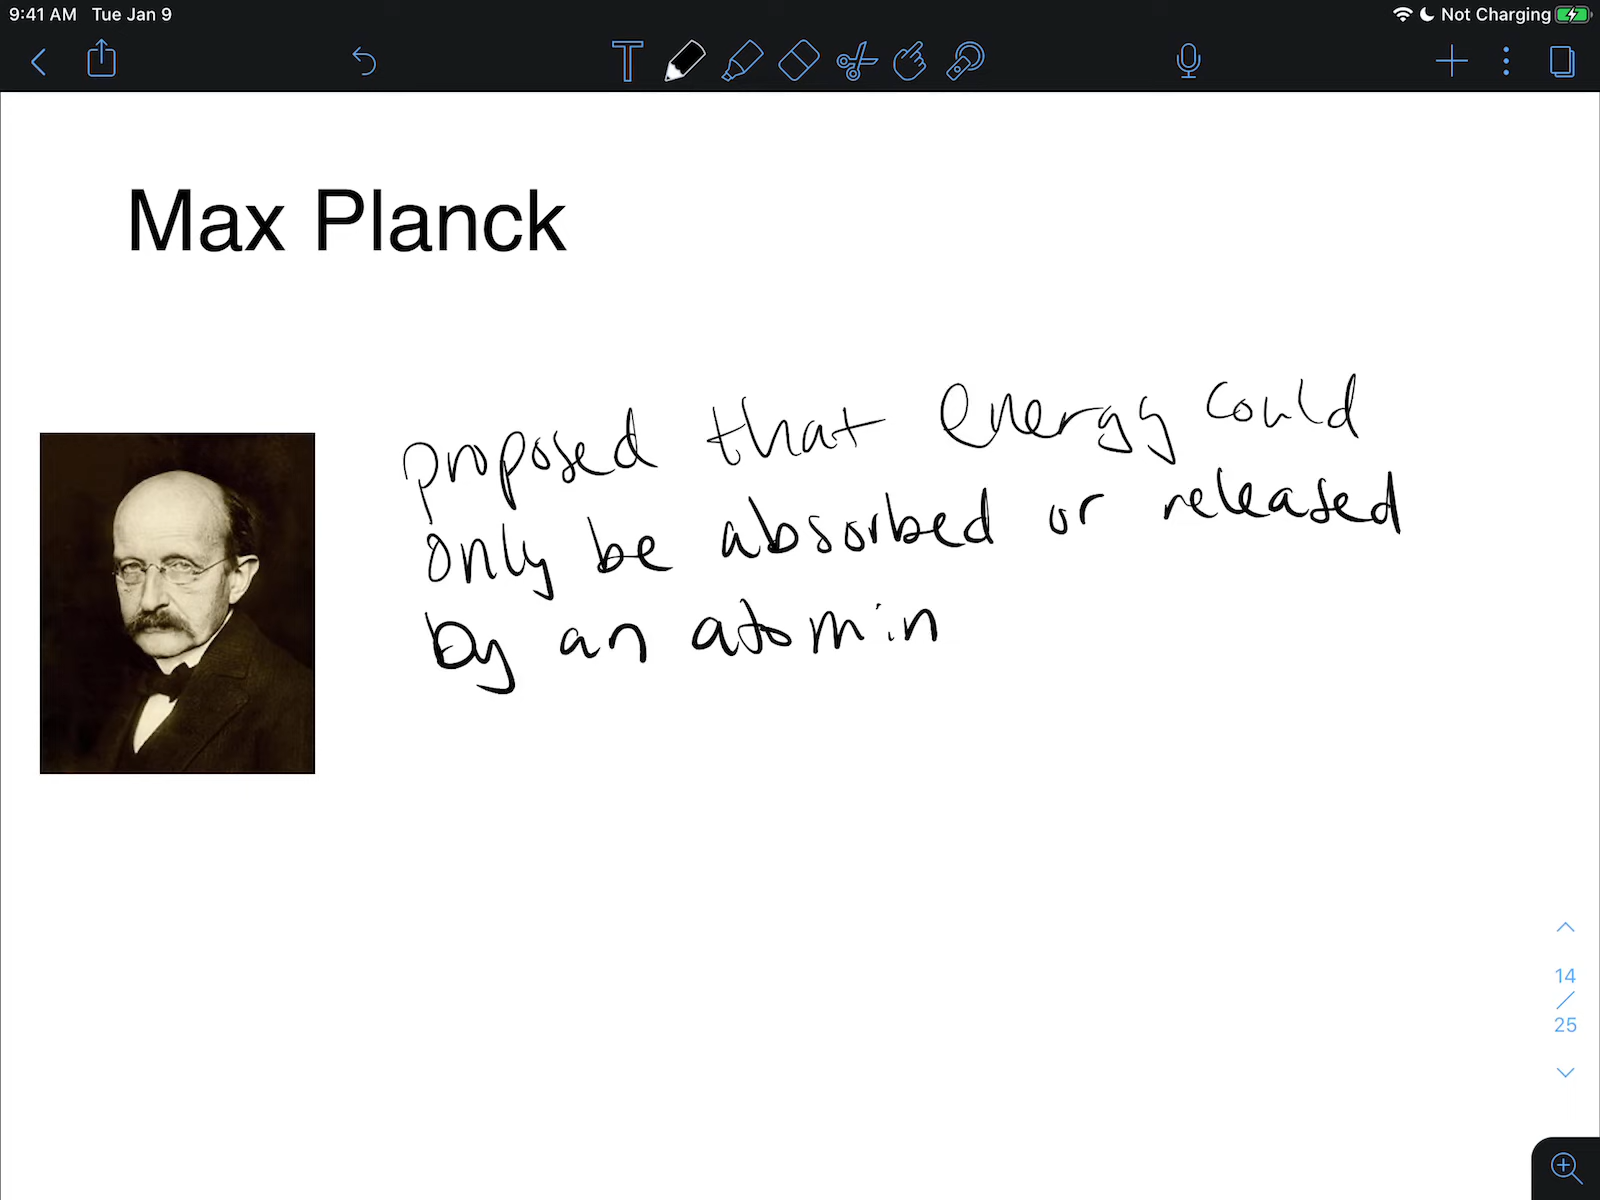 9:41 AM Tue Jan 9 Not Charging
Max Planck
proposed that energy could
only be absorbed or released
by an atom in
14
/
25